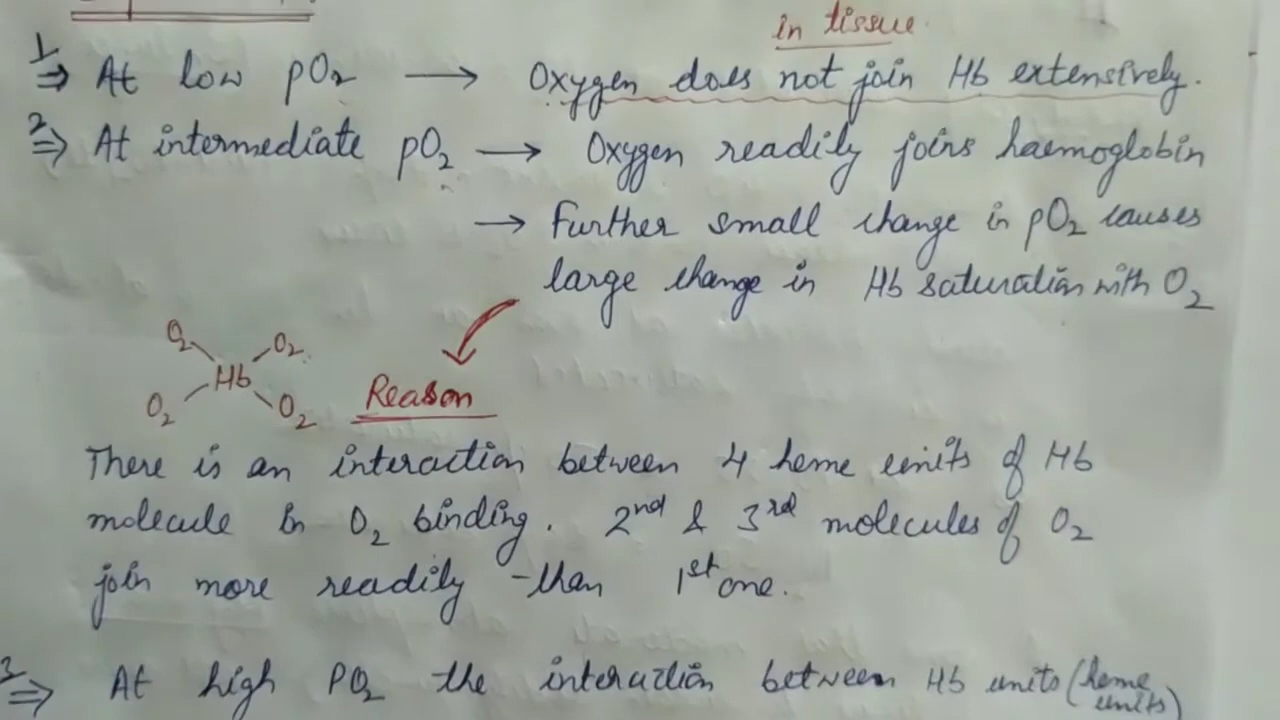 in tissue
1⇒ At low pO₂ → Oxygen does not join Hb extensively.
2⇒ At intermediate pO₂ → Oxygen readily joins haemoglobin
→ Further small change in pO₂ causes
large change in Hb saturation with O₂
O₂ O₂
Hb
O₂ O₂
Reason
There is an interaction between 4 heme units of Hb
molecule in O₂ binding. 2nd & 3rd molecules of O₂
join more readily than 1st one.
3⇒ At high PO₂ the interaction between Hb units (heme
units)